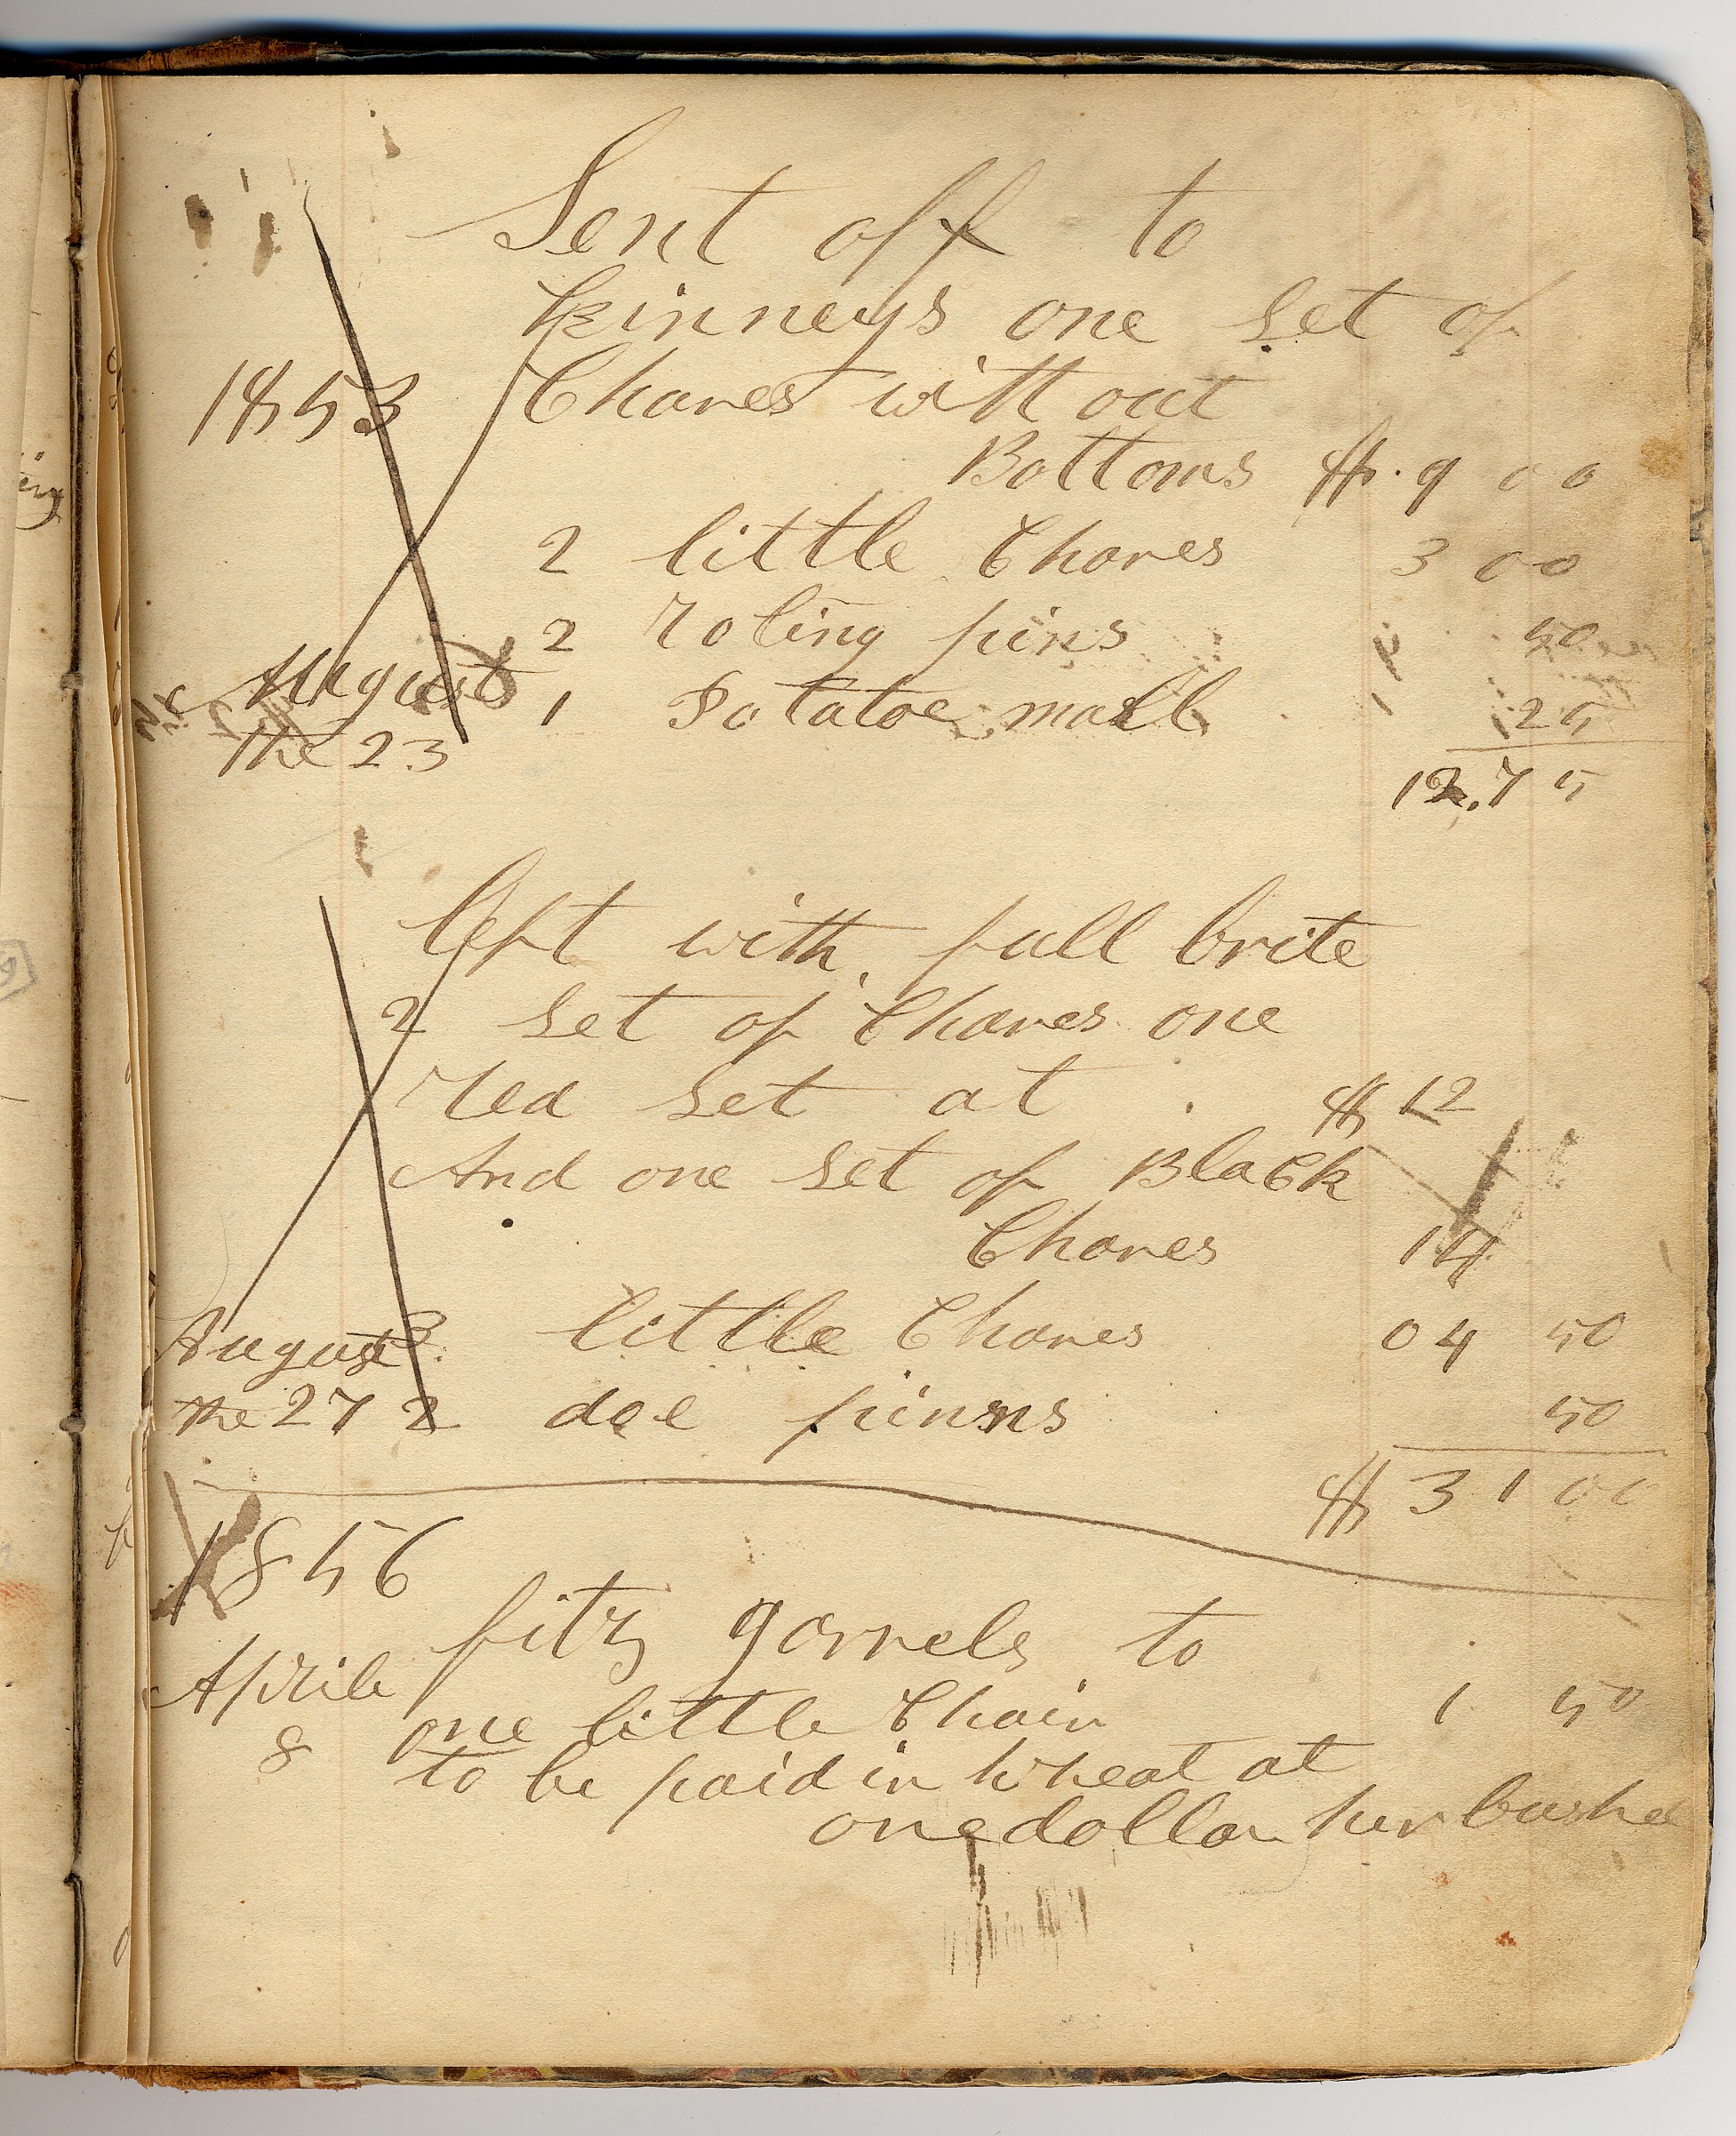 Sent off to
kinneys one set of
1853 Chares without
Bottoms $. 9 00
2 little Chares 3 00
2 roling pins 50
August 1 Potatoe mall 25
the 23
12.75
left with full brite
2 set of Chares one
red set at $ 12
And one set of Black
Chares 14
August 3 little Chares 04 50
the 27 2 doe pinns 50
$ 31 00
1856
fitz gorrels to
Aprile
one little Chair 1 50
8
to be paid in wheat at
one dollar per bushel